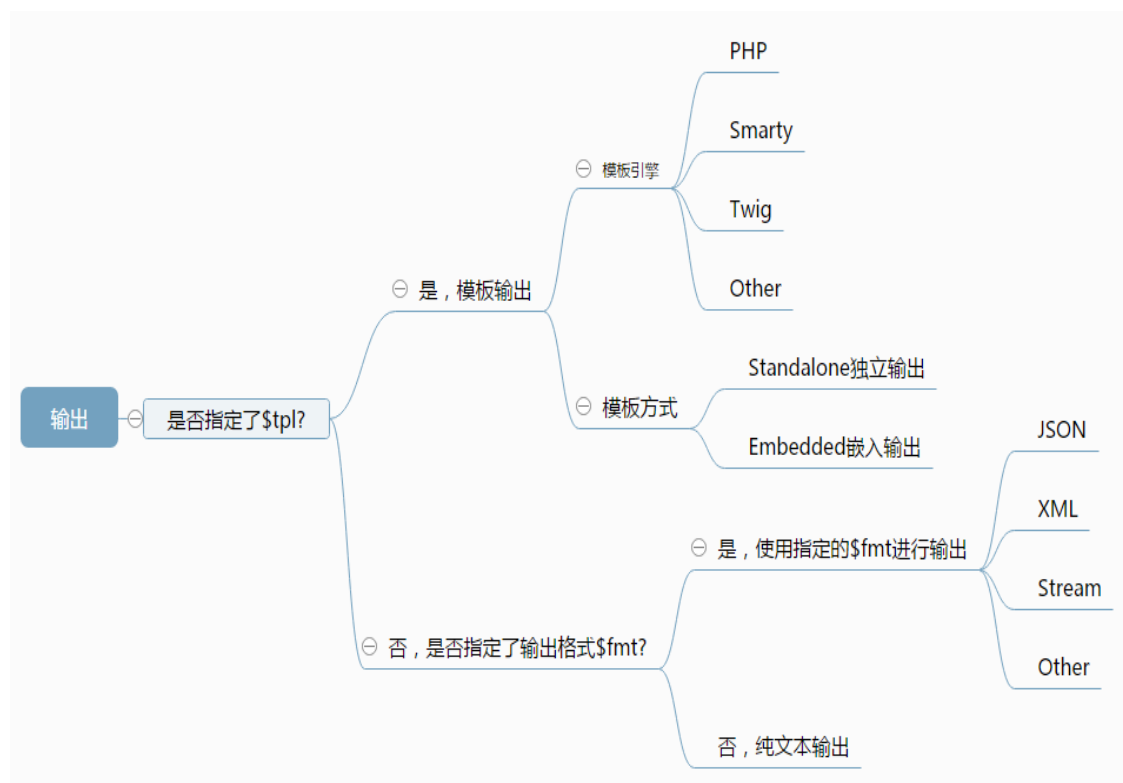 PHP
Smarty
模板引擎
Twig
Other
是，模板输出
Standalone独立输出
模板方式
Embedded嵌入输出
输出
是否指定了$tpl?
JSON
XML
是，使用指定的$fmt进行输出
Stream
否，是否指定了输出格式$fmt?
Other
否，纯文本输出